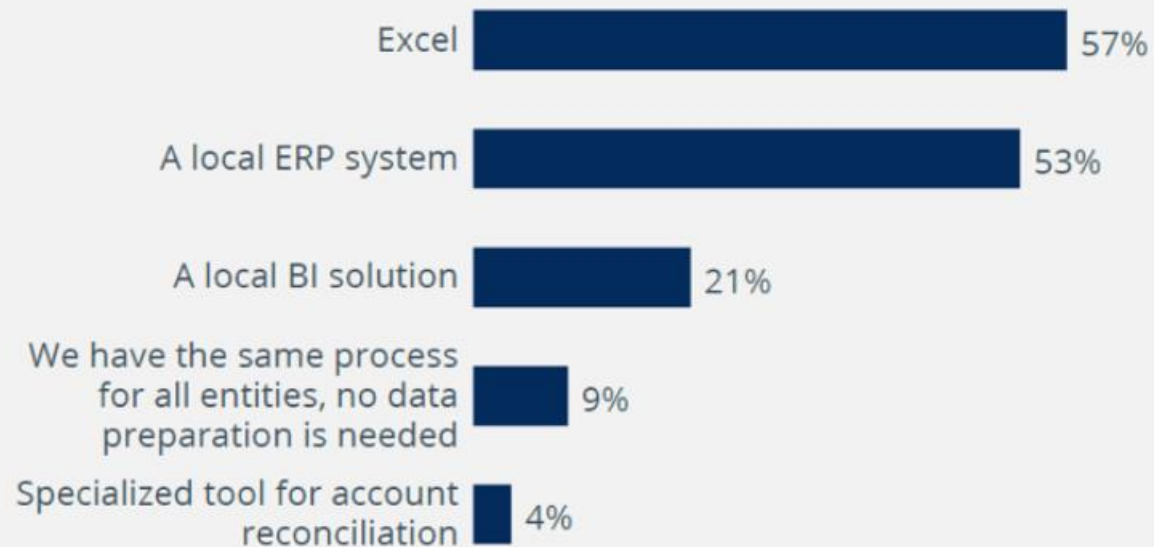 Excel 57%
A local ERP system 53%
A local BI solution 21%
We have the same process
for all entities, no data 9%
preparation is needed
Specialized tool for account 4%
reconciliation